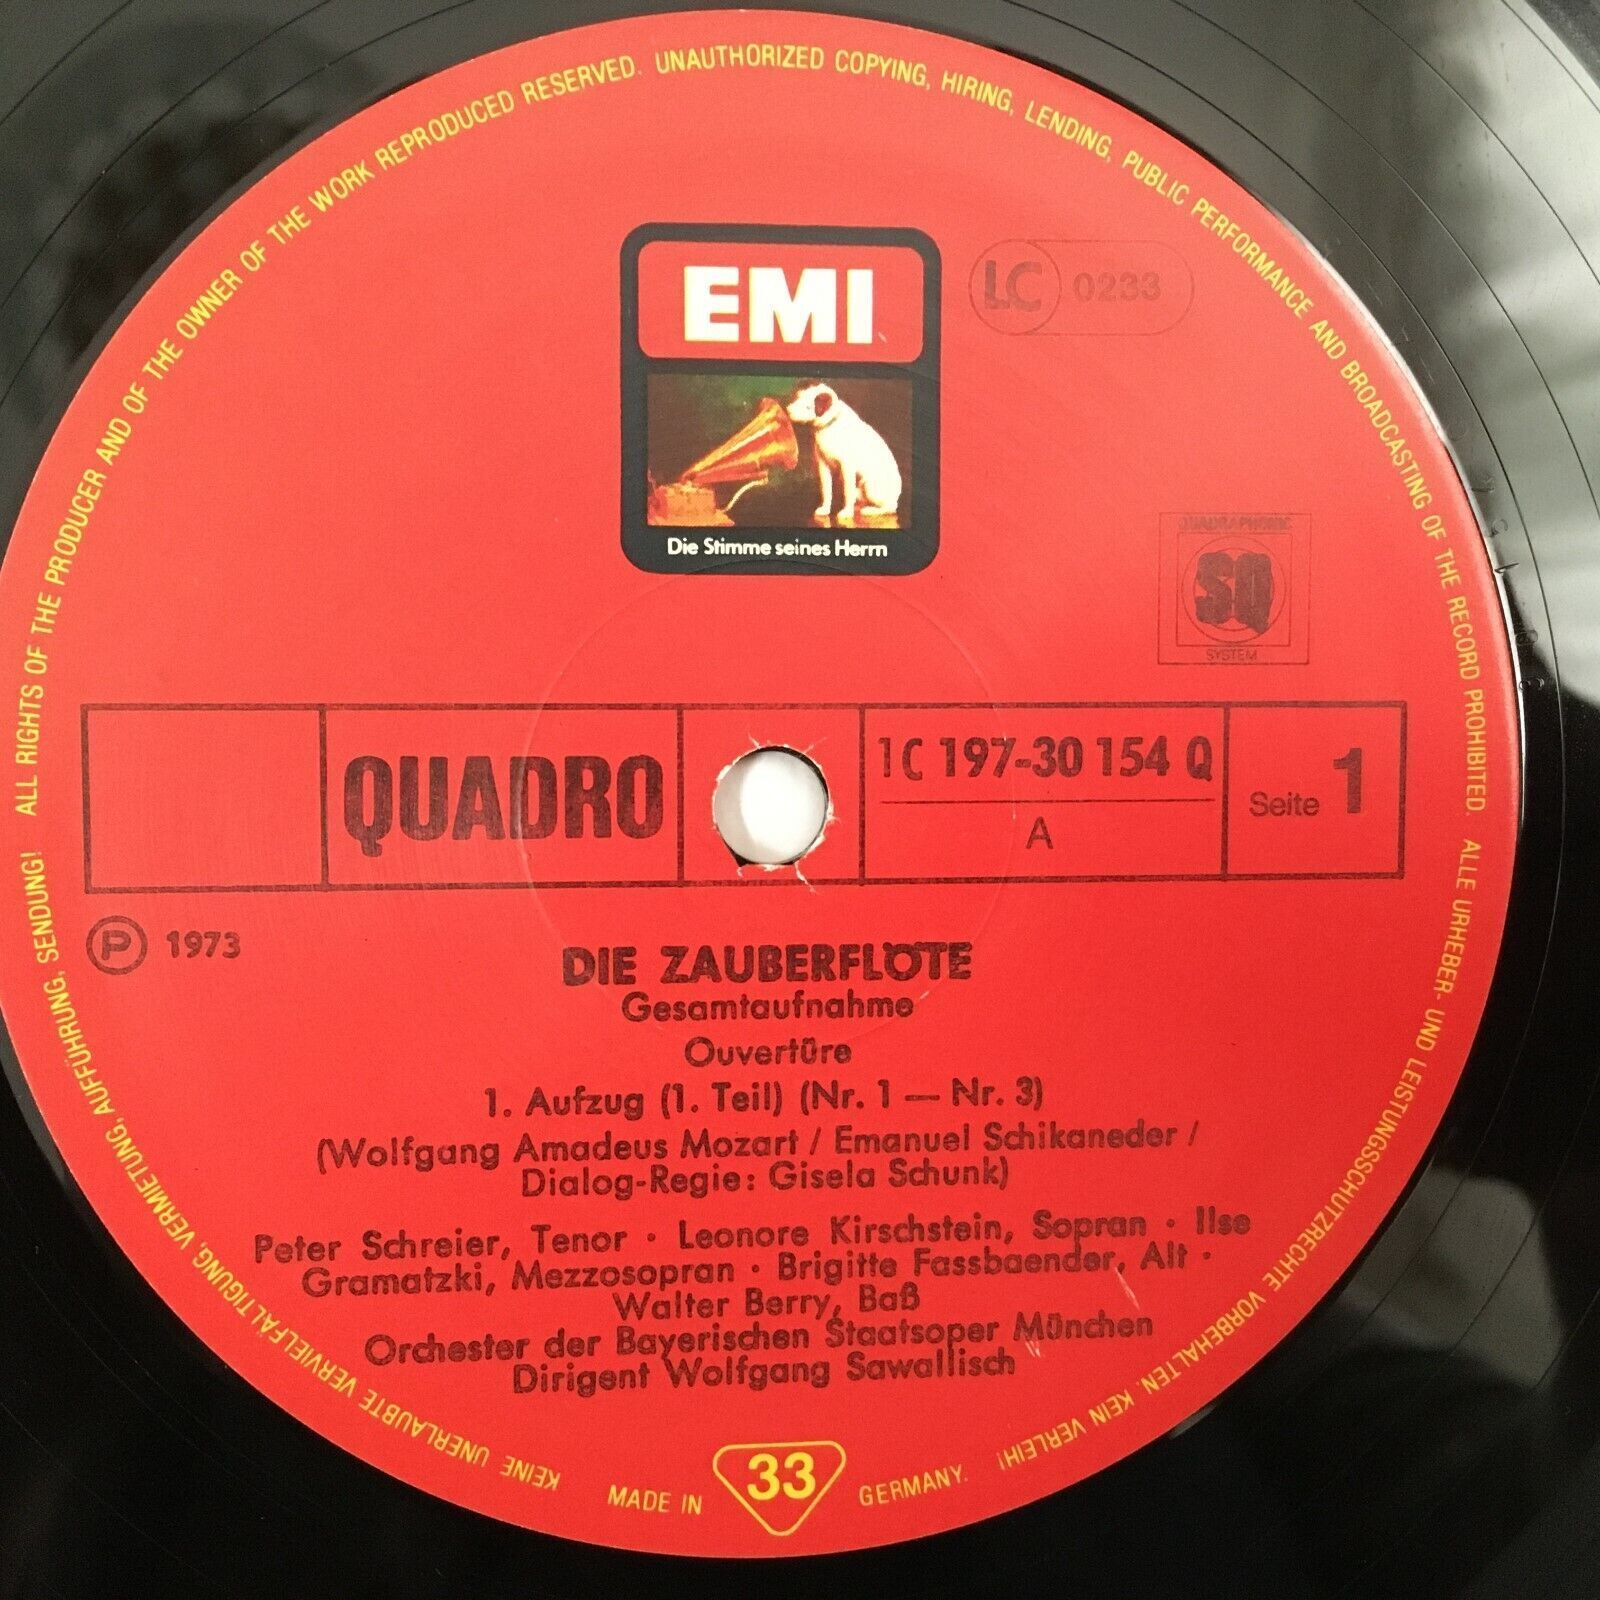 ALL RIGHTS OF THE PRODUCER AND OF THE OWNER OF THE WORK REPRODUCED RESERVED. UNAUTHORIZED COPYING, HIRING, LENDING, PUBLIC PERFORMANCE AND BROADCASTING OF THE RECORD PROHIBITED.
EMI
LC 0233
Die Stimme seines Herrn
QUADRAPHONIC
SQ
SYSTEM
QUADRO
1C 197-30 154 Q
A
Seite 1
Ⓟ 1973
DIE ZAUBERFLÖTE
Gesamtaufnahme
Ouvertüre
1. Aufzug (1. Teil) (Nr. 1 — Nr. 3)
(Wolfgang Amadeus Mozart / Emanuel Schikaneder /
Dialog-Regie: Gisela Schunk)
Peter Schreier, Tenor · Leonore Kirschstein, Sopran · Ilse
Gramatzki, Mezzosopran · Brigitte Fassbaender, Alt ·
Walter Berry, Baß
Orchester der Bayerischen Staatsoper München
Dirigent Wolfgang Sawallisch
ALLE URHEBER- UND LEISTUNGSSCHUTZRECHTE VORBEHALTEN. KEIN VERLEIH! KEINE UNERLAUBTE VERVIELFÄLTIGUNG, VERMIETUNG, AUFFÜHRUNG, SENDUNG!
MADE IN 33 GERMANY.